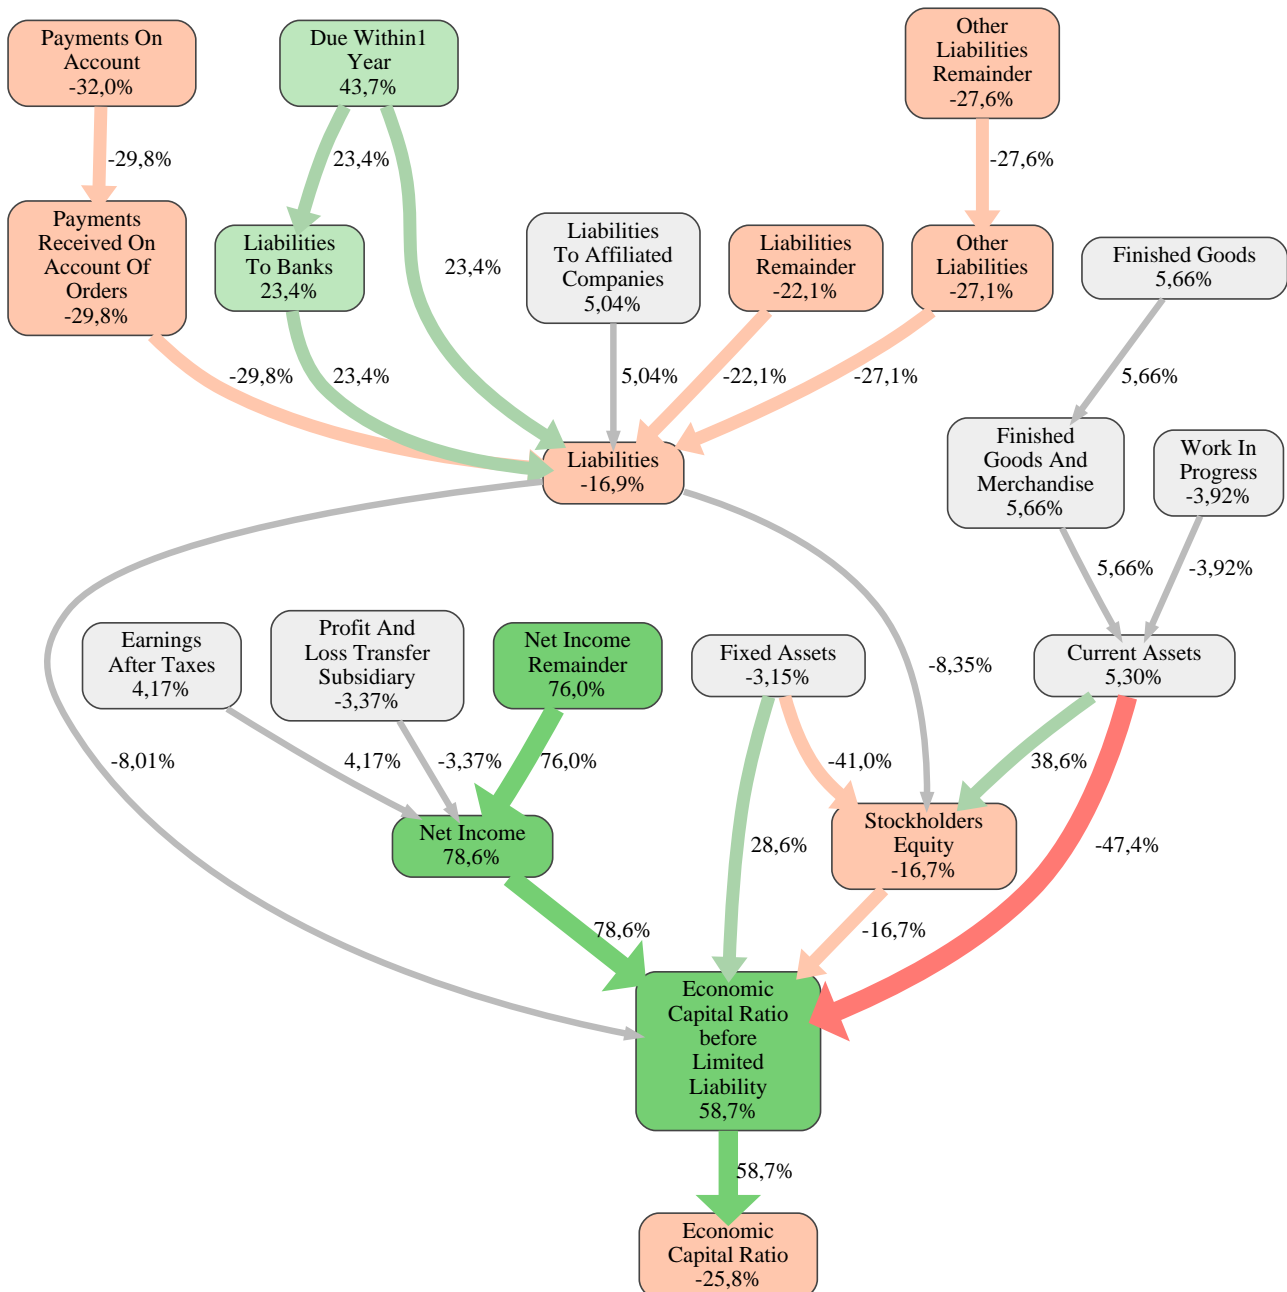 Payments On
Account
-32,0%
Due Within1
Year
43,7%
Other
Liabilities
Remainder
-27,6%
-29,8%
23,4%
-27,6%
Payments
Received On
Account Of
Orders
-29,8%
Liabilities
To Banks
23,4%
23,4%
Liabilities
To Affiliated
Companies
5,04%
Liabilities
Remainder
-22,1%
Other
Liabilities
-27,1%
Finished Goods
5,66%
-29,8%
23,4%
5,04%
-22,1%
-27,1%
5,66%
Liabilities
-16,9%
Finished
Goods And
Merchandise
5,66%
Work In
Progress
-3,92%
5,66%
-3,92%
Earnings
After Taxes
4,17%
Profit And
Loss Transfer
Subsidiary
-3,37%
Net Income
Remainder
76,0%
Fixed Assets
-3,15%
-8,35%
Current Assets
5,30%
-8,01%
4,17%
-3,37%
76,0%
-41,0%
38,6%
Net Income
78,6%
28,6%
Stockholders
Equity
-16,7%
-47,4%
78,6%
-16,7%
Economic
Capital Ratio
before
Limited
Liability
58,7%
58,7%
Economic
Capital Ratio
-25,8%